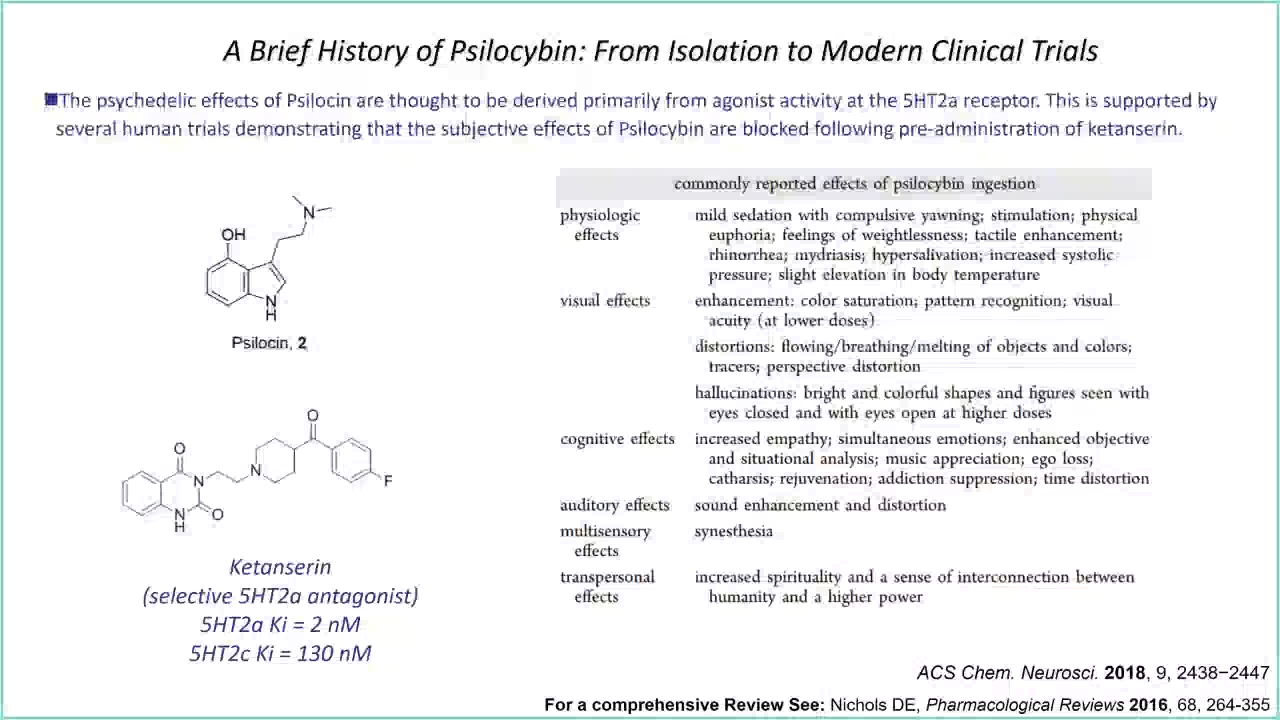 A Brief History of Psilocybin: From Isolation to Modern Clinical Trials
The psychedelic effects of Psilocin are thought to be derived primarily from agonist activity at the 5HT2a receptor. This is supported by
several human trials demonstrating that the subjective effects of Psilocybin are blocked following pre-administration of ketanserin.
N
OH
N
H
Psilocin, 2
O
O
N
N
F
N
H
O
Ketanserin
(selective 5HT2a antagonist)
5HT2a Ki = 2 nM
5HT2c Ki = 130 nM
commonly reported effects of psilocybin ingestion
physiologic effects
mild sedation with compulsive yawning; stimulation; physical
euphoria; feelings of weightlessness; tactile enhancement;
rhinorrhea; mydriasis; hypersalivation; increased systolic
pressure; slight elevation in body temperature
visual effects
enhancement: color saturation; pattern recognition; visual
acuity (at lower doses)
distortions: flowing/breathing/melting of objects and colors;
tracers; perspective distortion
hallucinations: bright and colorful shapes and figures seen with
eyes closed and with eyes open at higher doses
cognitive effects
increased empathy; simultaneous emotions; enhanced objective
and situational analysis; music appreciation; ego loss;
catharsis; rejuvenation; addiction suppression; time distortion
auditory effects
sound enhancement and distortion
multisensory
effects
synesthesia
transpersonal
effects
increased spirituality and a sense of interconnection between
humanity and a higher power
ACS Chem. Neurosci. 2018, 9, 2438−2447
For a comprehensive Review See: Nichols DE, Pharmacological Reviews 2016, 68, 264-355